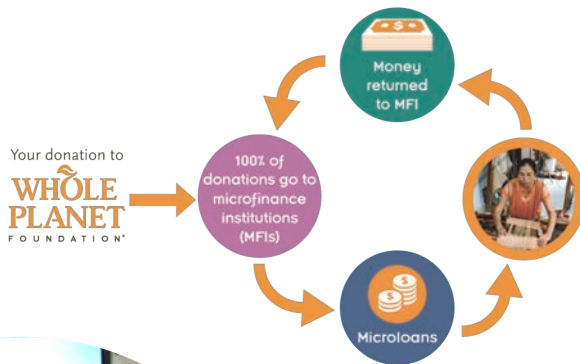 Your donation to
WHOLE
PLANET
FOUNDATION®
100% of
donations go to
microfinance
institutions
(MFIs)
Money
returned
to MFI
Microloans